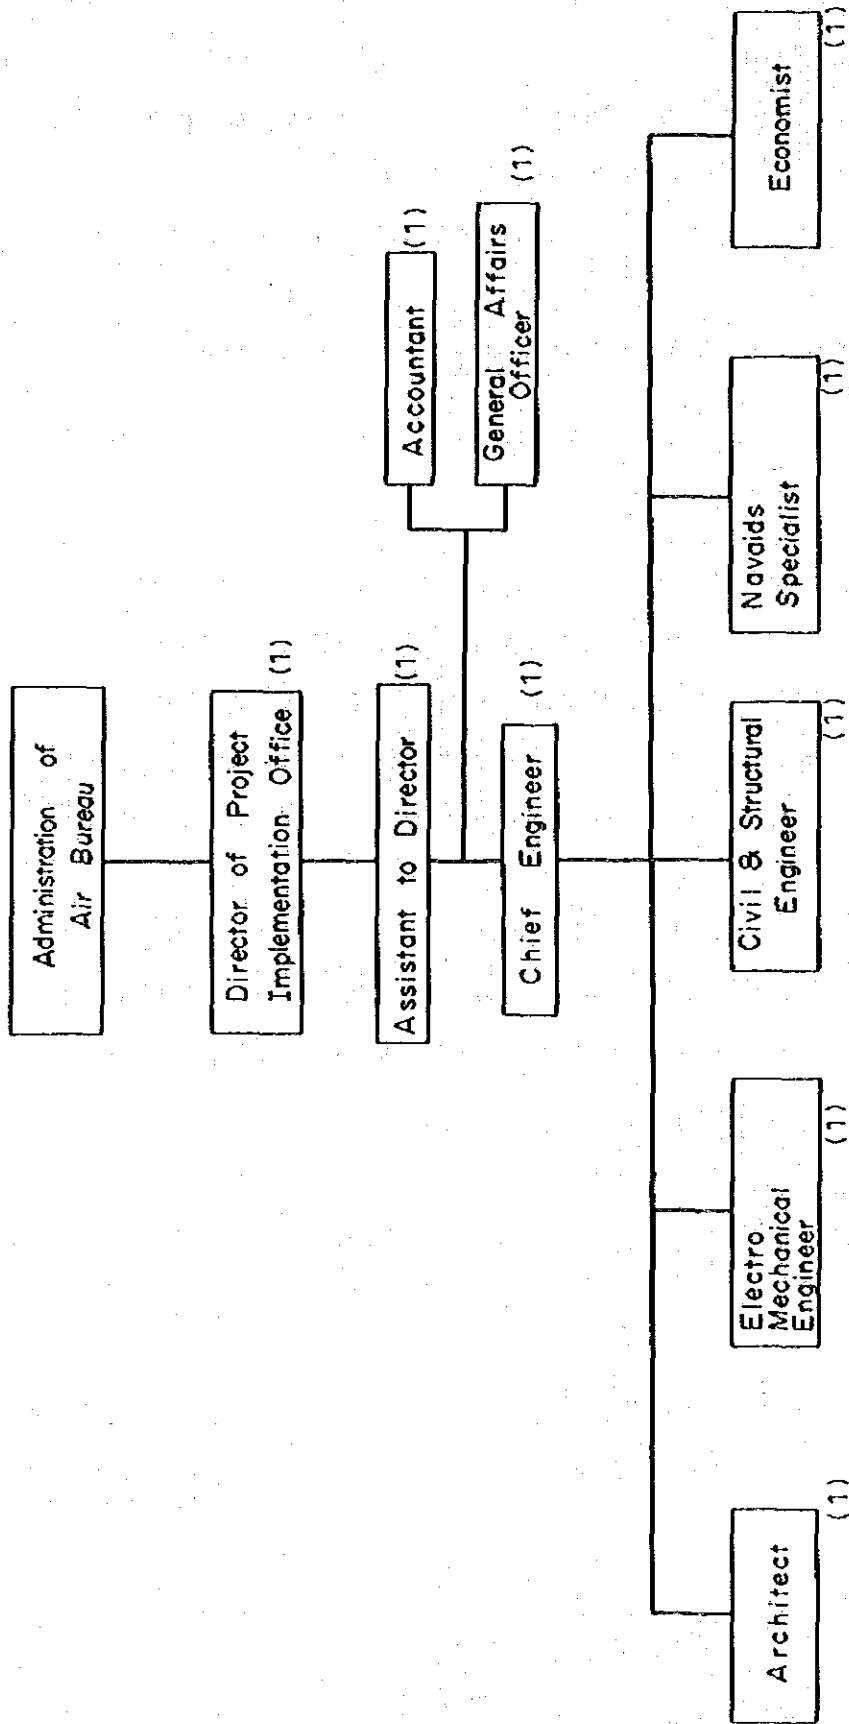 Administration of
Air Bureau
Director of Project
Implementation Office
(1)
Assistant to Director
(1)
Accountant
(1)
General Affairs
Officer
(1)
Chief Engineer
(1)
Architect
(1)
Electro
Mechanical
Engineer
(1)
Civil & Structural
Engineer
(1)
Navaids
Specialist
(1)
Economist
(1)